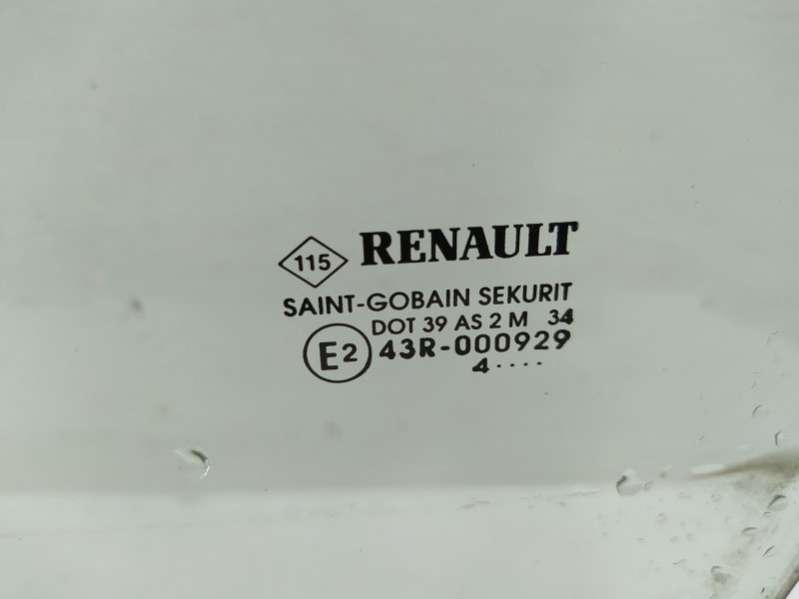 115 RENAULT
SAINT-GOBAIN SEKURIT
DOT 39 AS 2 M 34
E2 43R-000929
4····